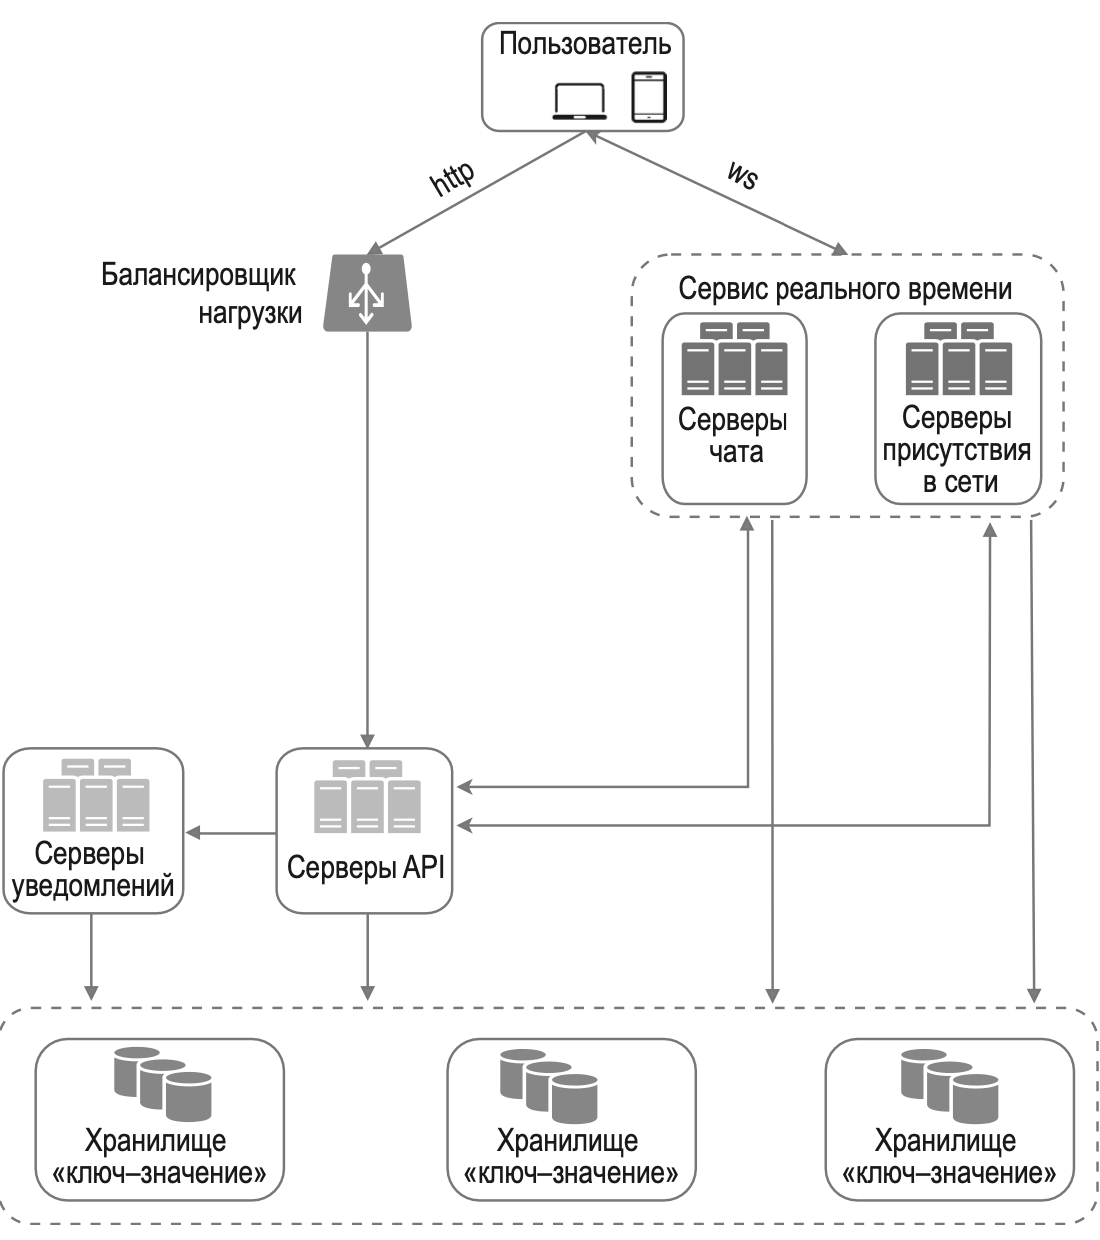 Пользователь
http
ws
Балансировщик
нагрузки
Сервис реального времени
Серверы
чата
Серверы
присутствия
в сети
Серверы
уведомлений
Серверы API
Хранилище
«ключ–значение»
Хранилище
«ключ–значение»
Хранилище
«ключ–значение»